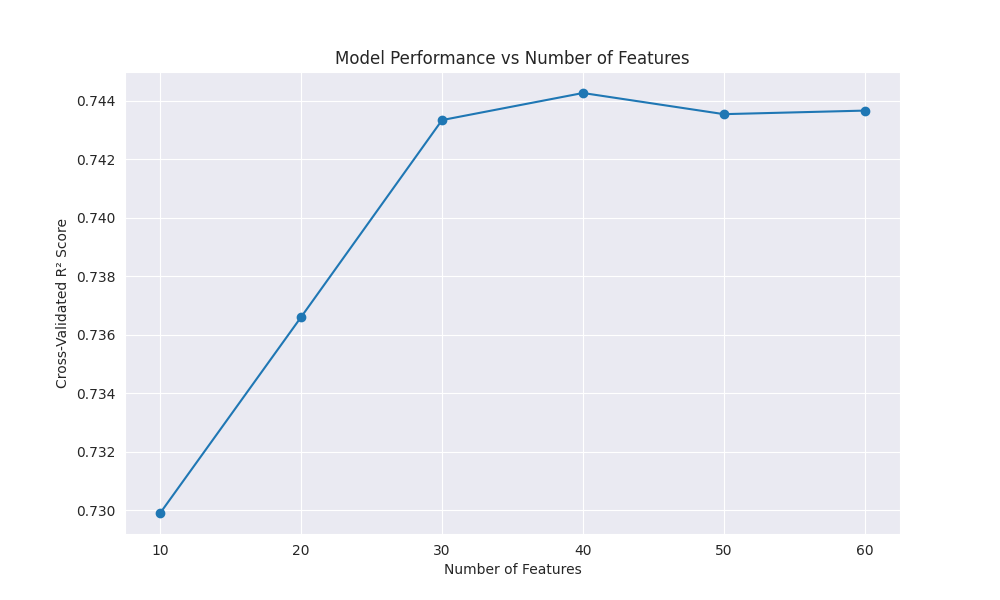 Model Performance vs Number of Features
Cross-Validated R² Score
0.744
0.742
0.740
0.738
0.736
0.734
0.732
0.730
10 20 30 40 50 60
Number of Features